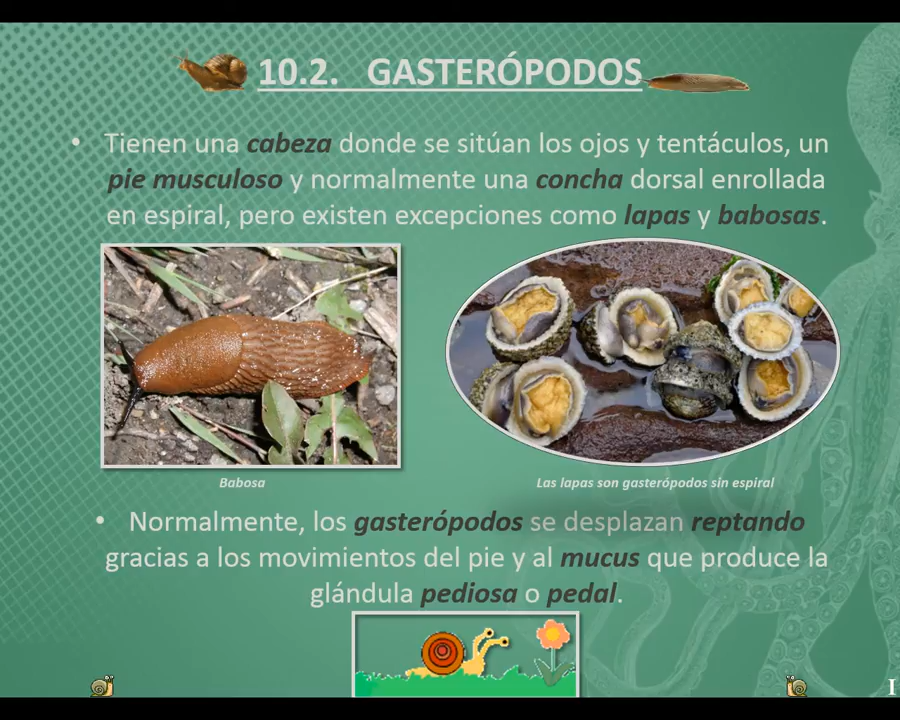 10.2. GASTERÓPODOS
• Tienen una cabeza donde se sitúan los ojos y tentáculos, un
pie musculoso y normalmente una concha dorsal enrollada
en espiral, pero existen excepciones como lapas y babosas.
Babosa
Las lapas son gasterópodos sin espiral
• Normalmente, los gasterópodos se desplazan reptando
gracias a los movimientos del pie y al mucus que produce la
glándula pediosa o pedal.
I